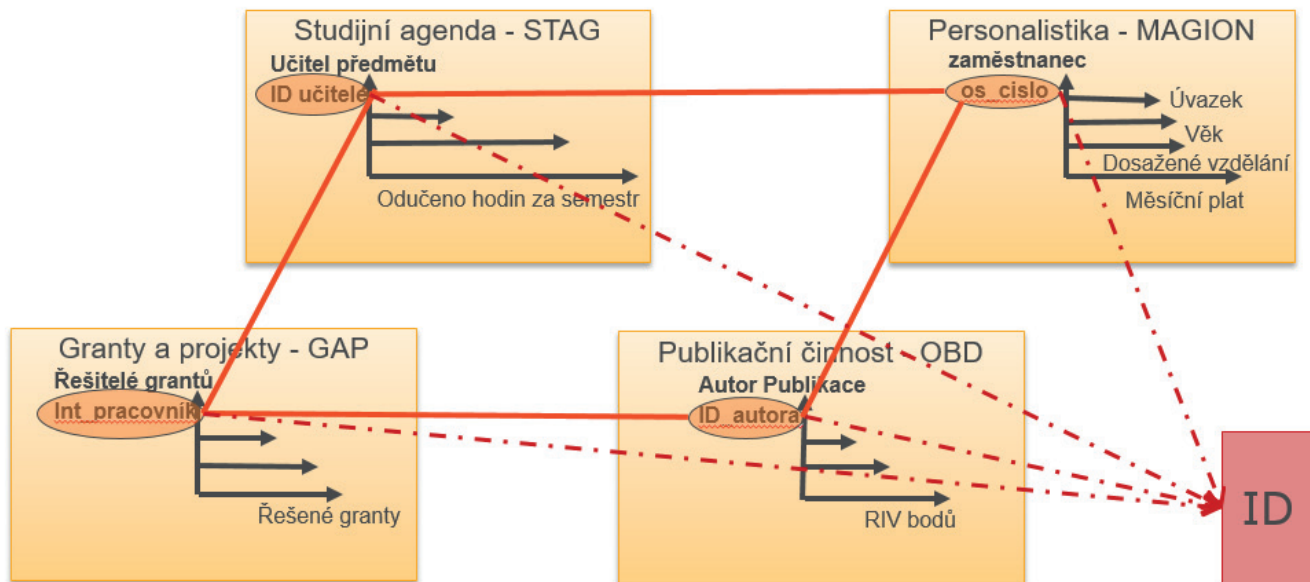 Studijní agenda - STAG
Učitel předmětu
ID učitele
Odučeno hodin za semestr
Personalistika - MAGION
zaměstnanec
os_cislo
Úvazek
Věk
Dosažené vzdělání
Měsíční plat
Granty a projekty - GAP
Řešitelé grantů
Int_pracovník
Řešené granty
Publikační činnost - OBD
Autor Publikace
ID_autora
RIV bodů
ID